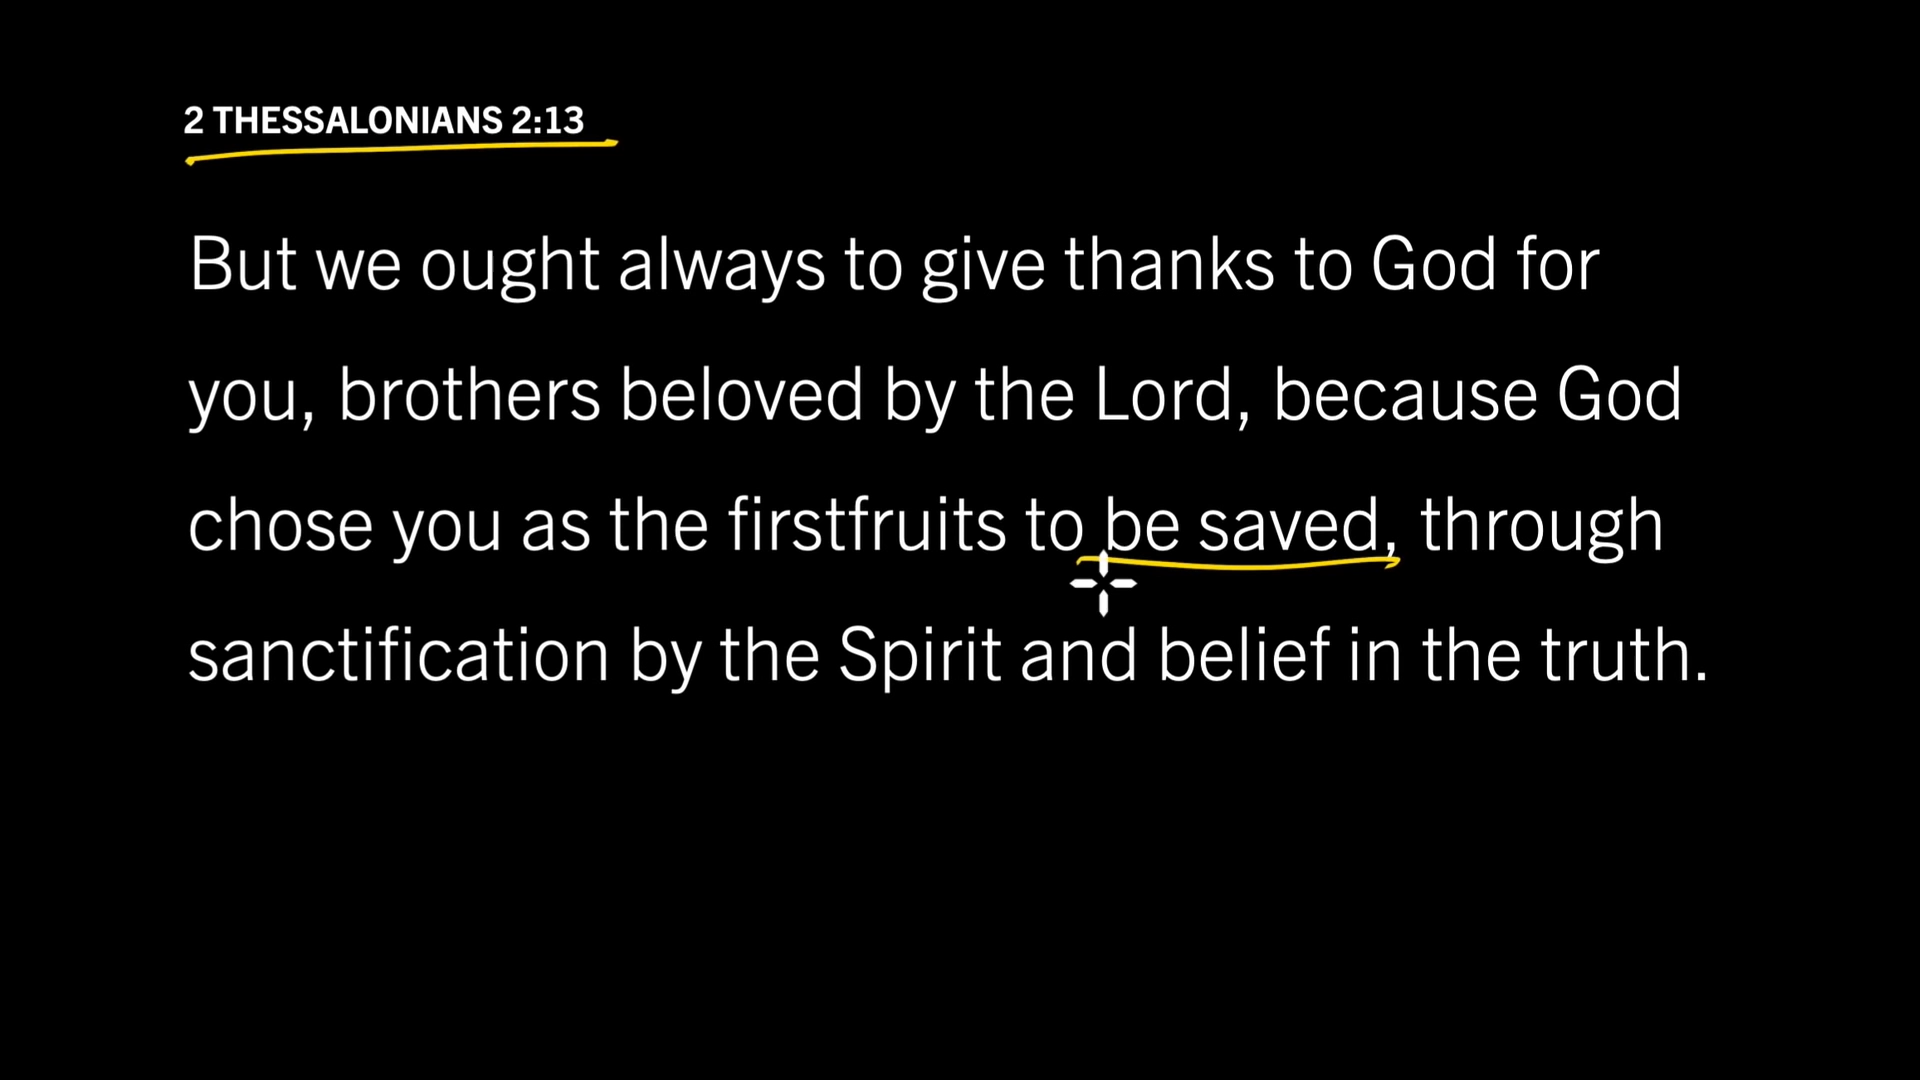 2 THESSALONIANS 2:13
But we ought always to give thanks to God for
you, brothers beloved by the Lord, because God
chose you as the firstfruits to be saved, through
sanctification by the Spirit and belief in the truth.